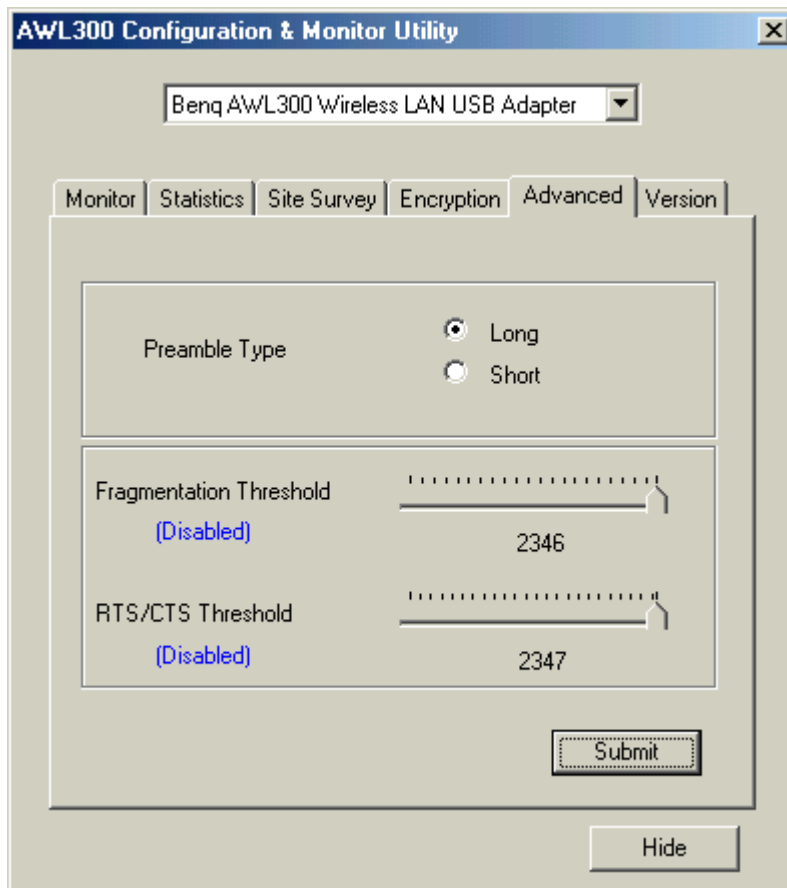 AWL300 Configuration & Monitor Utility
Benq AWL300 Wireless LAN USB Adapter
Monitor Statistics Site Survey Encryption Advanced Version
Preamble Type
Long
Short
Fragmentation Threshold
(Disabled)
2346
RTS/CTS Threshold
(Disabled)
2347
Submit
Hide